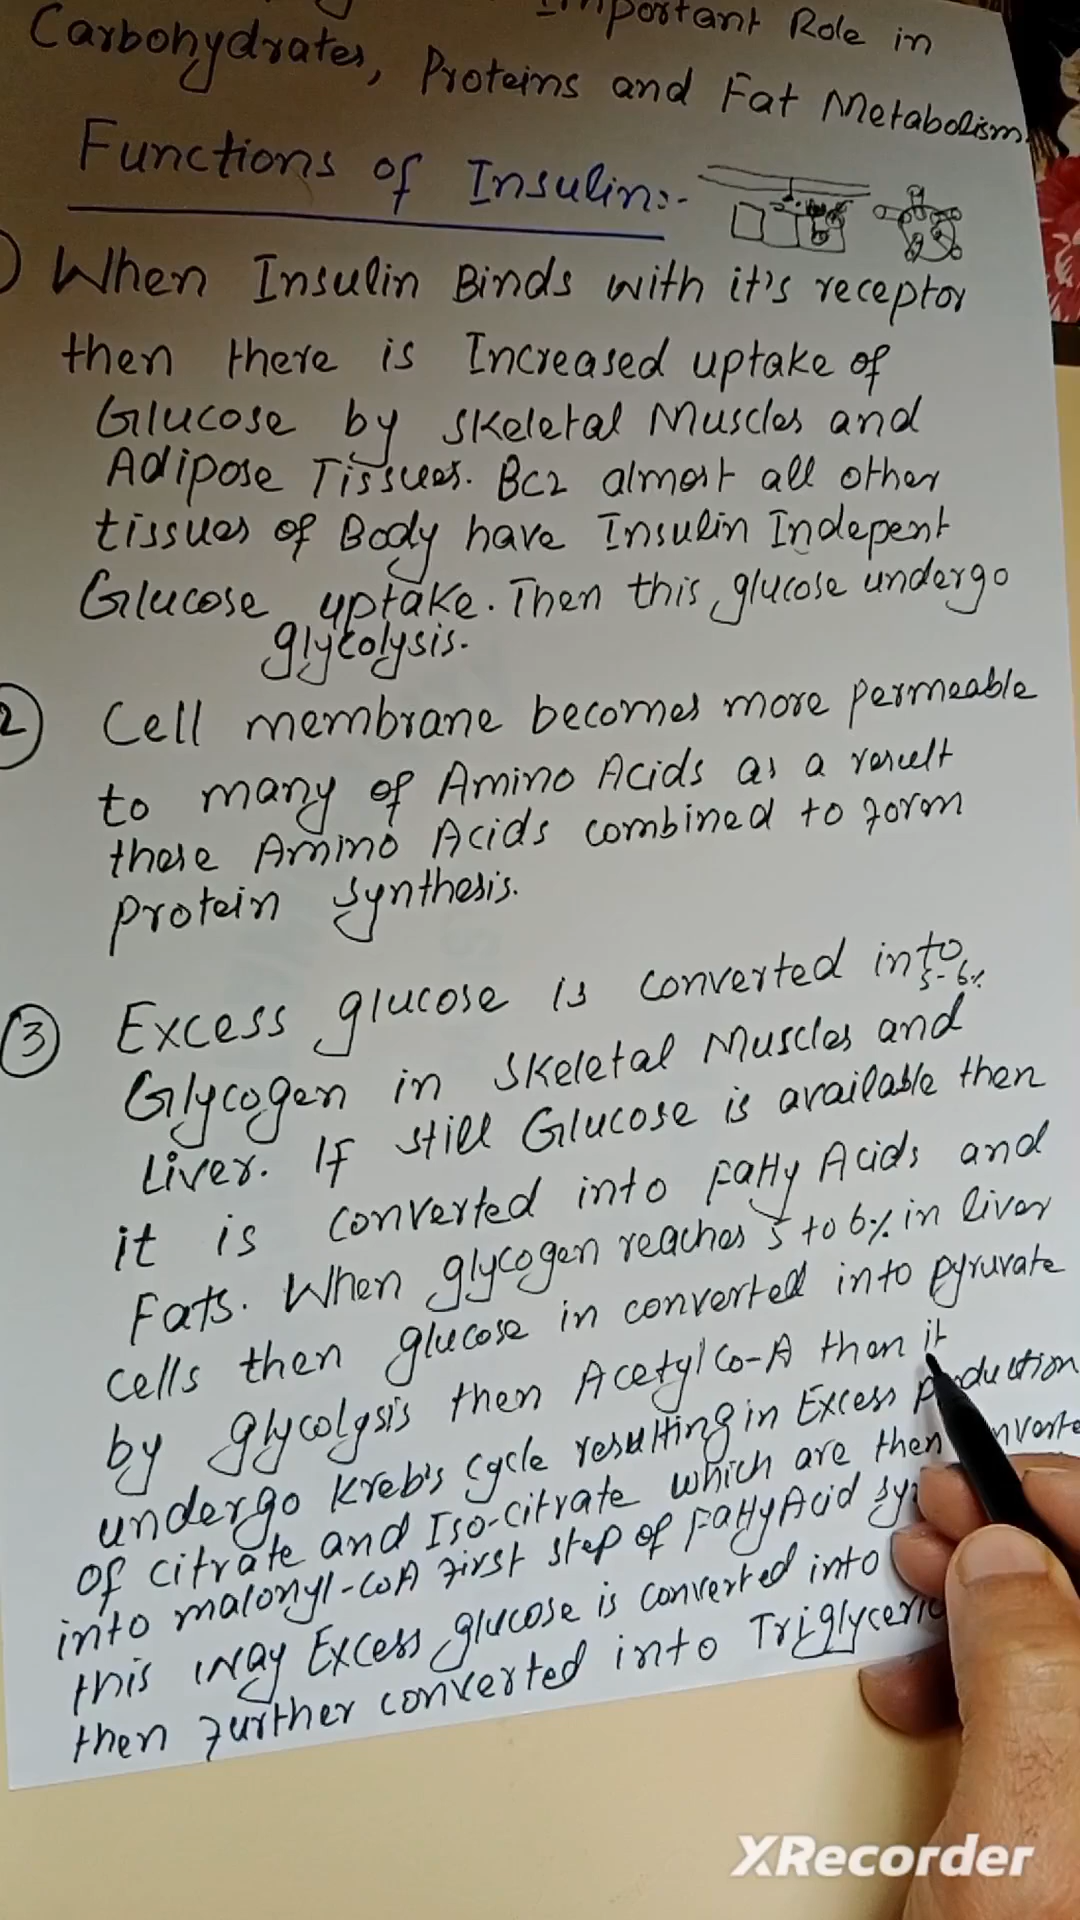 Important Role in
Carbohydrates, Proteins and Fat Metabolism
Functions of Insulin:-
When Insulin Binds with it's receptor
then there is Increased uptake of
Glucose by Skeletal Muscles and
Adipose Tissues. Bcz almost all other
tissues of Body have Insulin Indepent
Glucose uptake. Then this glucose undergo
glycolysis.
2 Cell membrane becomes more permeable
to many of Amino Acids as a result
these Amino Acids combined to form
protein synthesis.
3 Excess glucose is converted into
5-6%
Glycogen in Skeletal Muscles and
Liver. If still Glucose is available then
it is converted into Fatty Acids and
Fats. When glycogen reaches 5 to 6% in liver
cells then glucose in converted into pyruvate
by glycolysis then Acetyl Co-A then it
undergo Kreb's cycle resulting in Excess production
of citrate and Iso-citrate which are then
into malonyl-CoA first step of Fatty Acid
this way Excess glucose is converted into
then further converted into
XRecorder